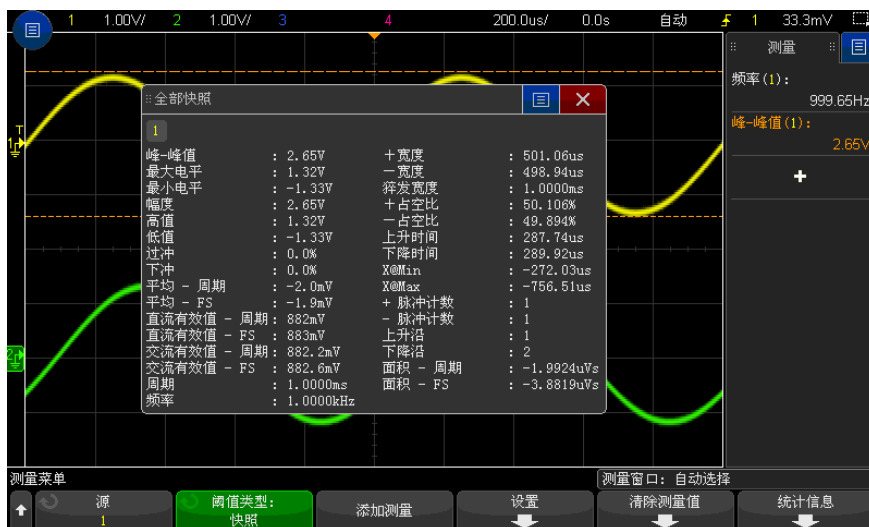 1 1.00V/ 2 1.00V/ 3 4 200.0us/ 0.0s 自动 1 33.3mV
测量
频率(1):
999.65Hz
峰-峰值(1):
2.65V
+
全部快照
1
峰-峰值 : 2.65V +宽度 : 501.06us
最大电平 : 1.32V -宽度 : 498.94us
最小电平 : -1.33V 猝发宽度 : 1.0000ms
幅度 : 2.65V +占空比 : 50.106%
高值 : 1.32V -占空比 : 49.894%
低值 : -1.33V 上升时间 : 287.74us
过冲 : 0.0% 下降时间 : 289.92us
下冲 : 0.0% X@Min : -272.03us
平均 - 周期 : -2.0mV X@Max : -756.51us
平均 - FS : -1.9mV + 脉冲计数 : 1
直流有效值 - 周期: 882mV - 脉冲计数 : 1
直流有效值 - FS : 883mV 上升沿 : 1
交流有效值 - 周期: 882.2mV 下降沿 : 2
交流有效值 - FS : 882.6mV 面积 - 周期 : -1.9924uVs
周期 : 1.0000ms 面积 - FS : -3.8819uVs
频率 : 1.0000kHz
T
1
2
测量菜单 测量窗口: 自动选择
源 阈值类型: 添加测量 设置 清除测量值 统计信息
1 快照